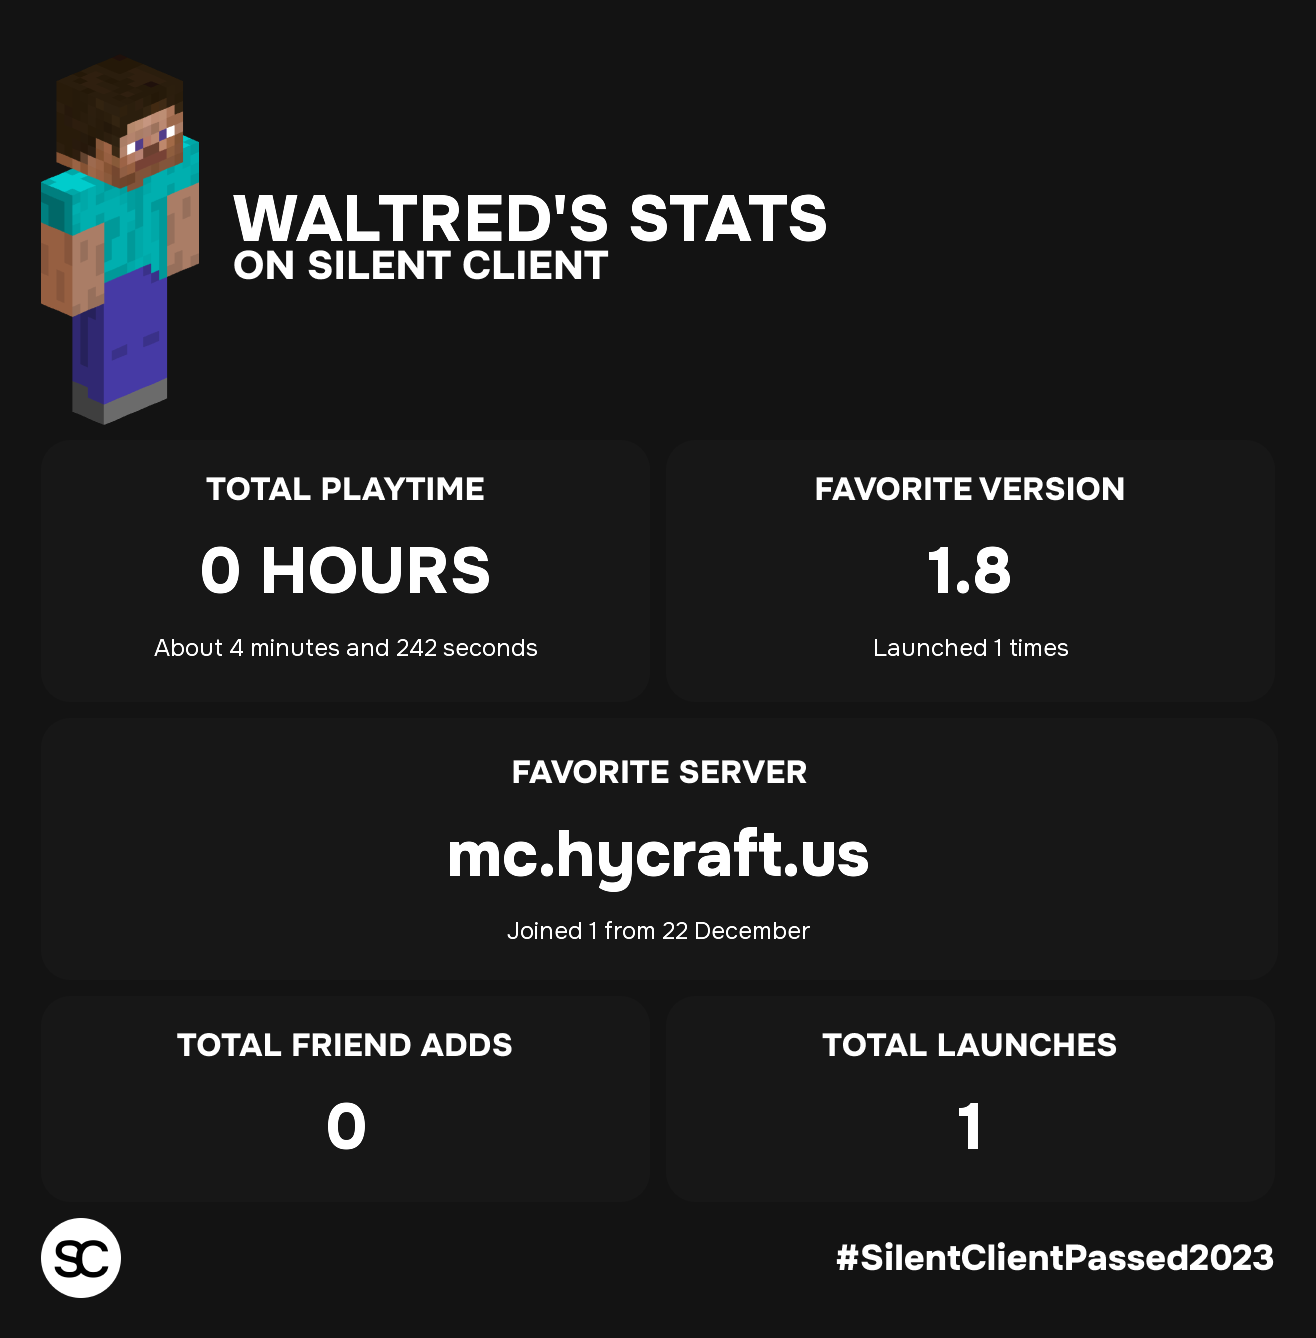 WALTRED'S STATS
ON SILENT CLIENT
TOTAL PLAYTIME
0 HOURS
About 4 minutes and 242 seconds
FAVORITE VERSION
1.8
Launched 1 times
FAVORITE SERVER
mc.hycraft.us
Joined 1 from 22 December
TOTAL FRIEND ADDS
0
TOTAL LAUNCHES
1
SC
#SilentClientPassed2023